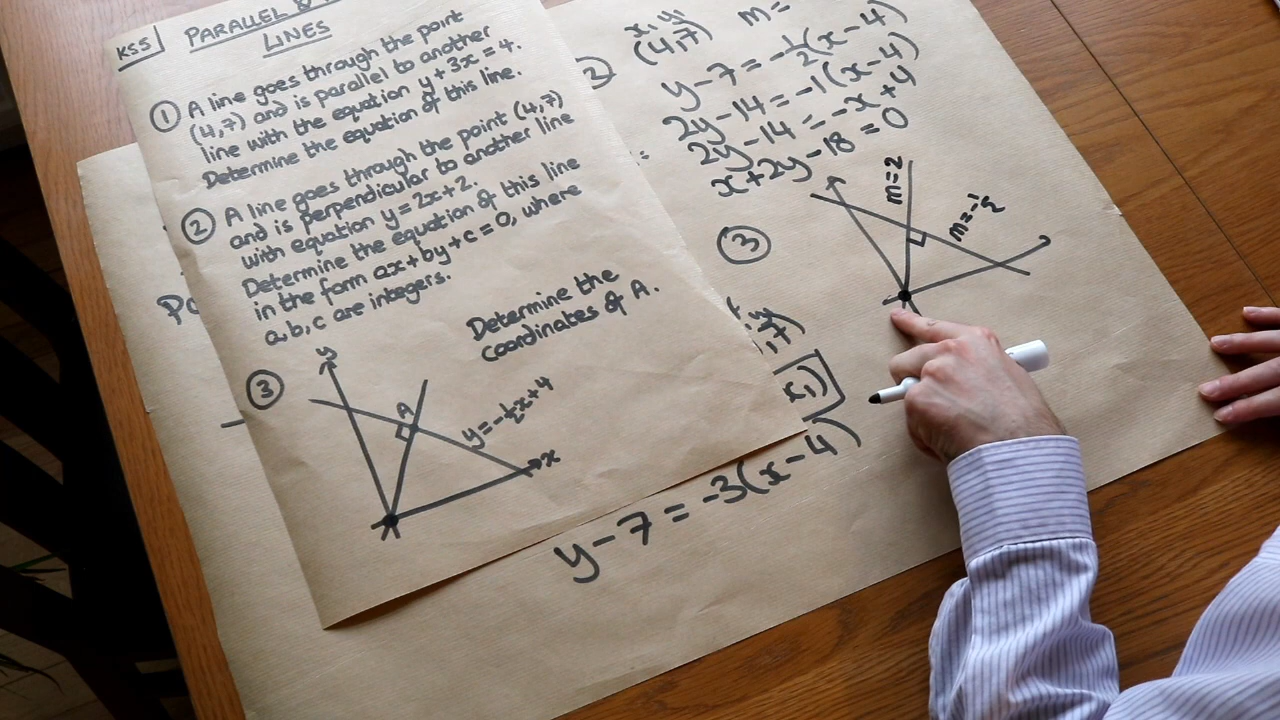 KS5
PARALLEL &
LINES
① A line goes through the point
(4,7) and is parallel to another
line with the equation y + 3x = 4.
Determine the equation of this line.
② A line goes through the point (4,7)
and is perpendicular to another line
with equation y = 2x + 2.
Determine the equation of this line
in the form ax + by + c = 0, where
a, b, c are integers.
③
Determine the
coordinates of A.
y
A
y = -½x + 4
x
②
x, y
(4,7)
m =
y - 7 = -½(x - 4)
2y - 14 = -1(x - 4)
2y - 14 = -x + 4
x + 2y - 18 = 0
③
m = 2
m = -½
y
,7)
x₁)
y - 7 = -3(x - 4)